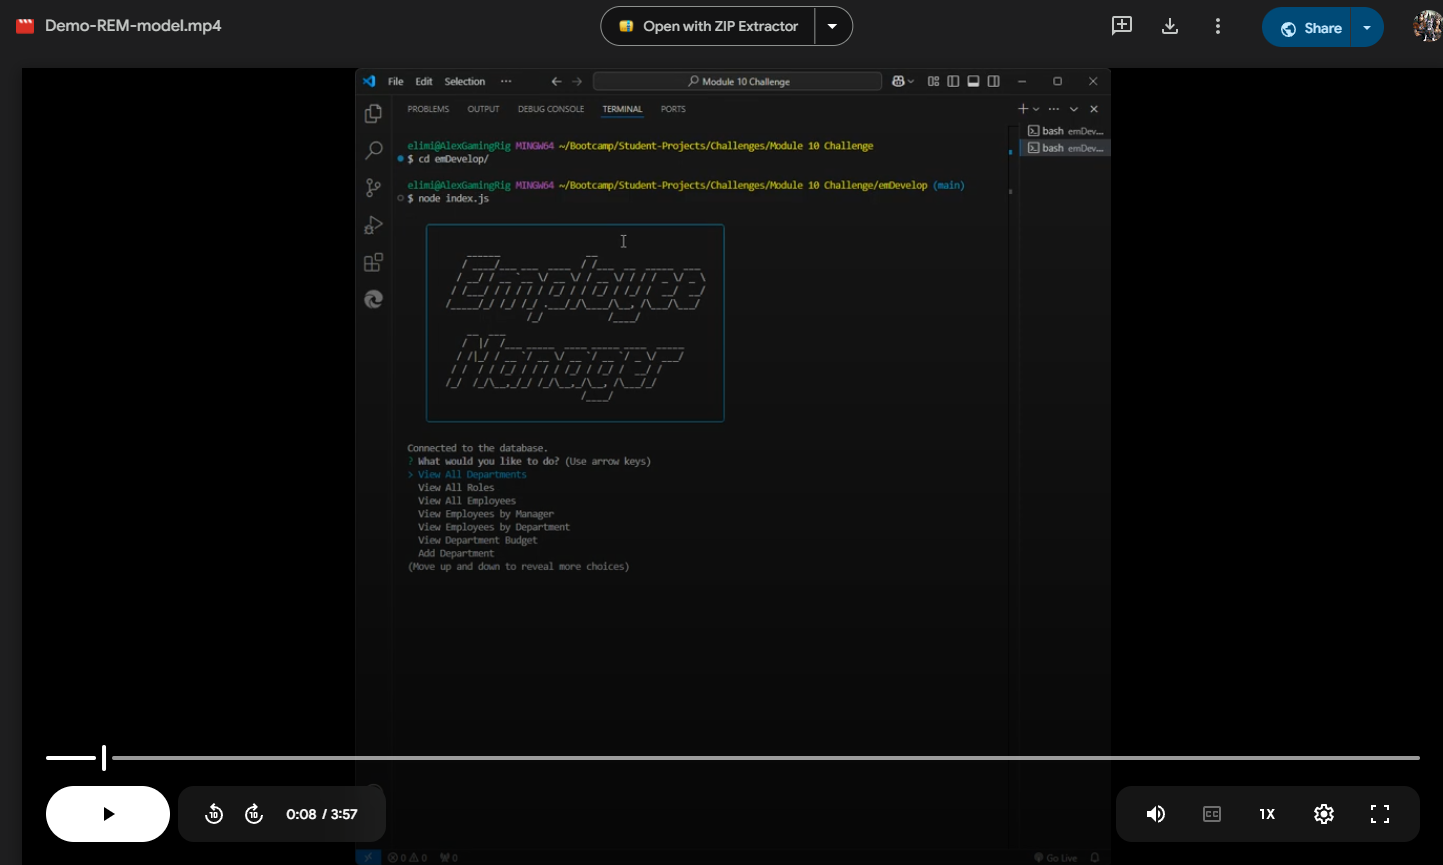 Demo-REM-model.mp4
Open with ZIP Extractor
Share
File Edit Selection ···
Module 10 Challenge
PROBLEMS OUTPUT DEBUG CONSOLE TERMINAL PORTS
bash emDev...
bash emDev...
elimi@AlexGamingRig MINGW64 ~/Bootcamp/Student-Projects/Challenges/Module 10 Challenge
$ cd emDevelop/
elimi@AlexGamingRig MINGW64 ~/Bootcamp/Student-Projects/Challenges/Module 10 Challenge/emDevelop (main)
$ node index.js
Employee
Manager
Connected to the database.
? What would you like to do? (Use arrow keys)
> View All Departments
View All Roles
View All Employees
View Employees by Manager
View Employees by Department
View Department Budget
Add Department
(Move up and down to reveal more choices)
10 10 0:08 / 3:57
CC 1X
0 0 0
Go Live